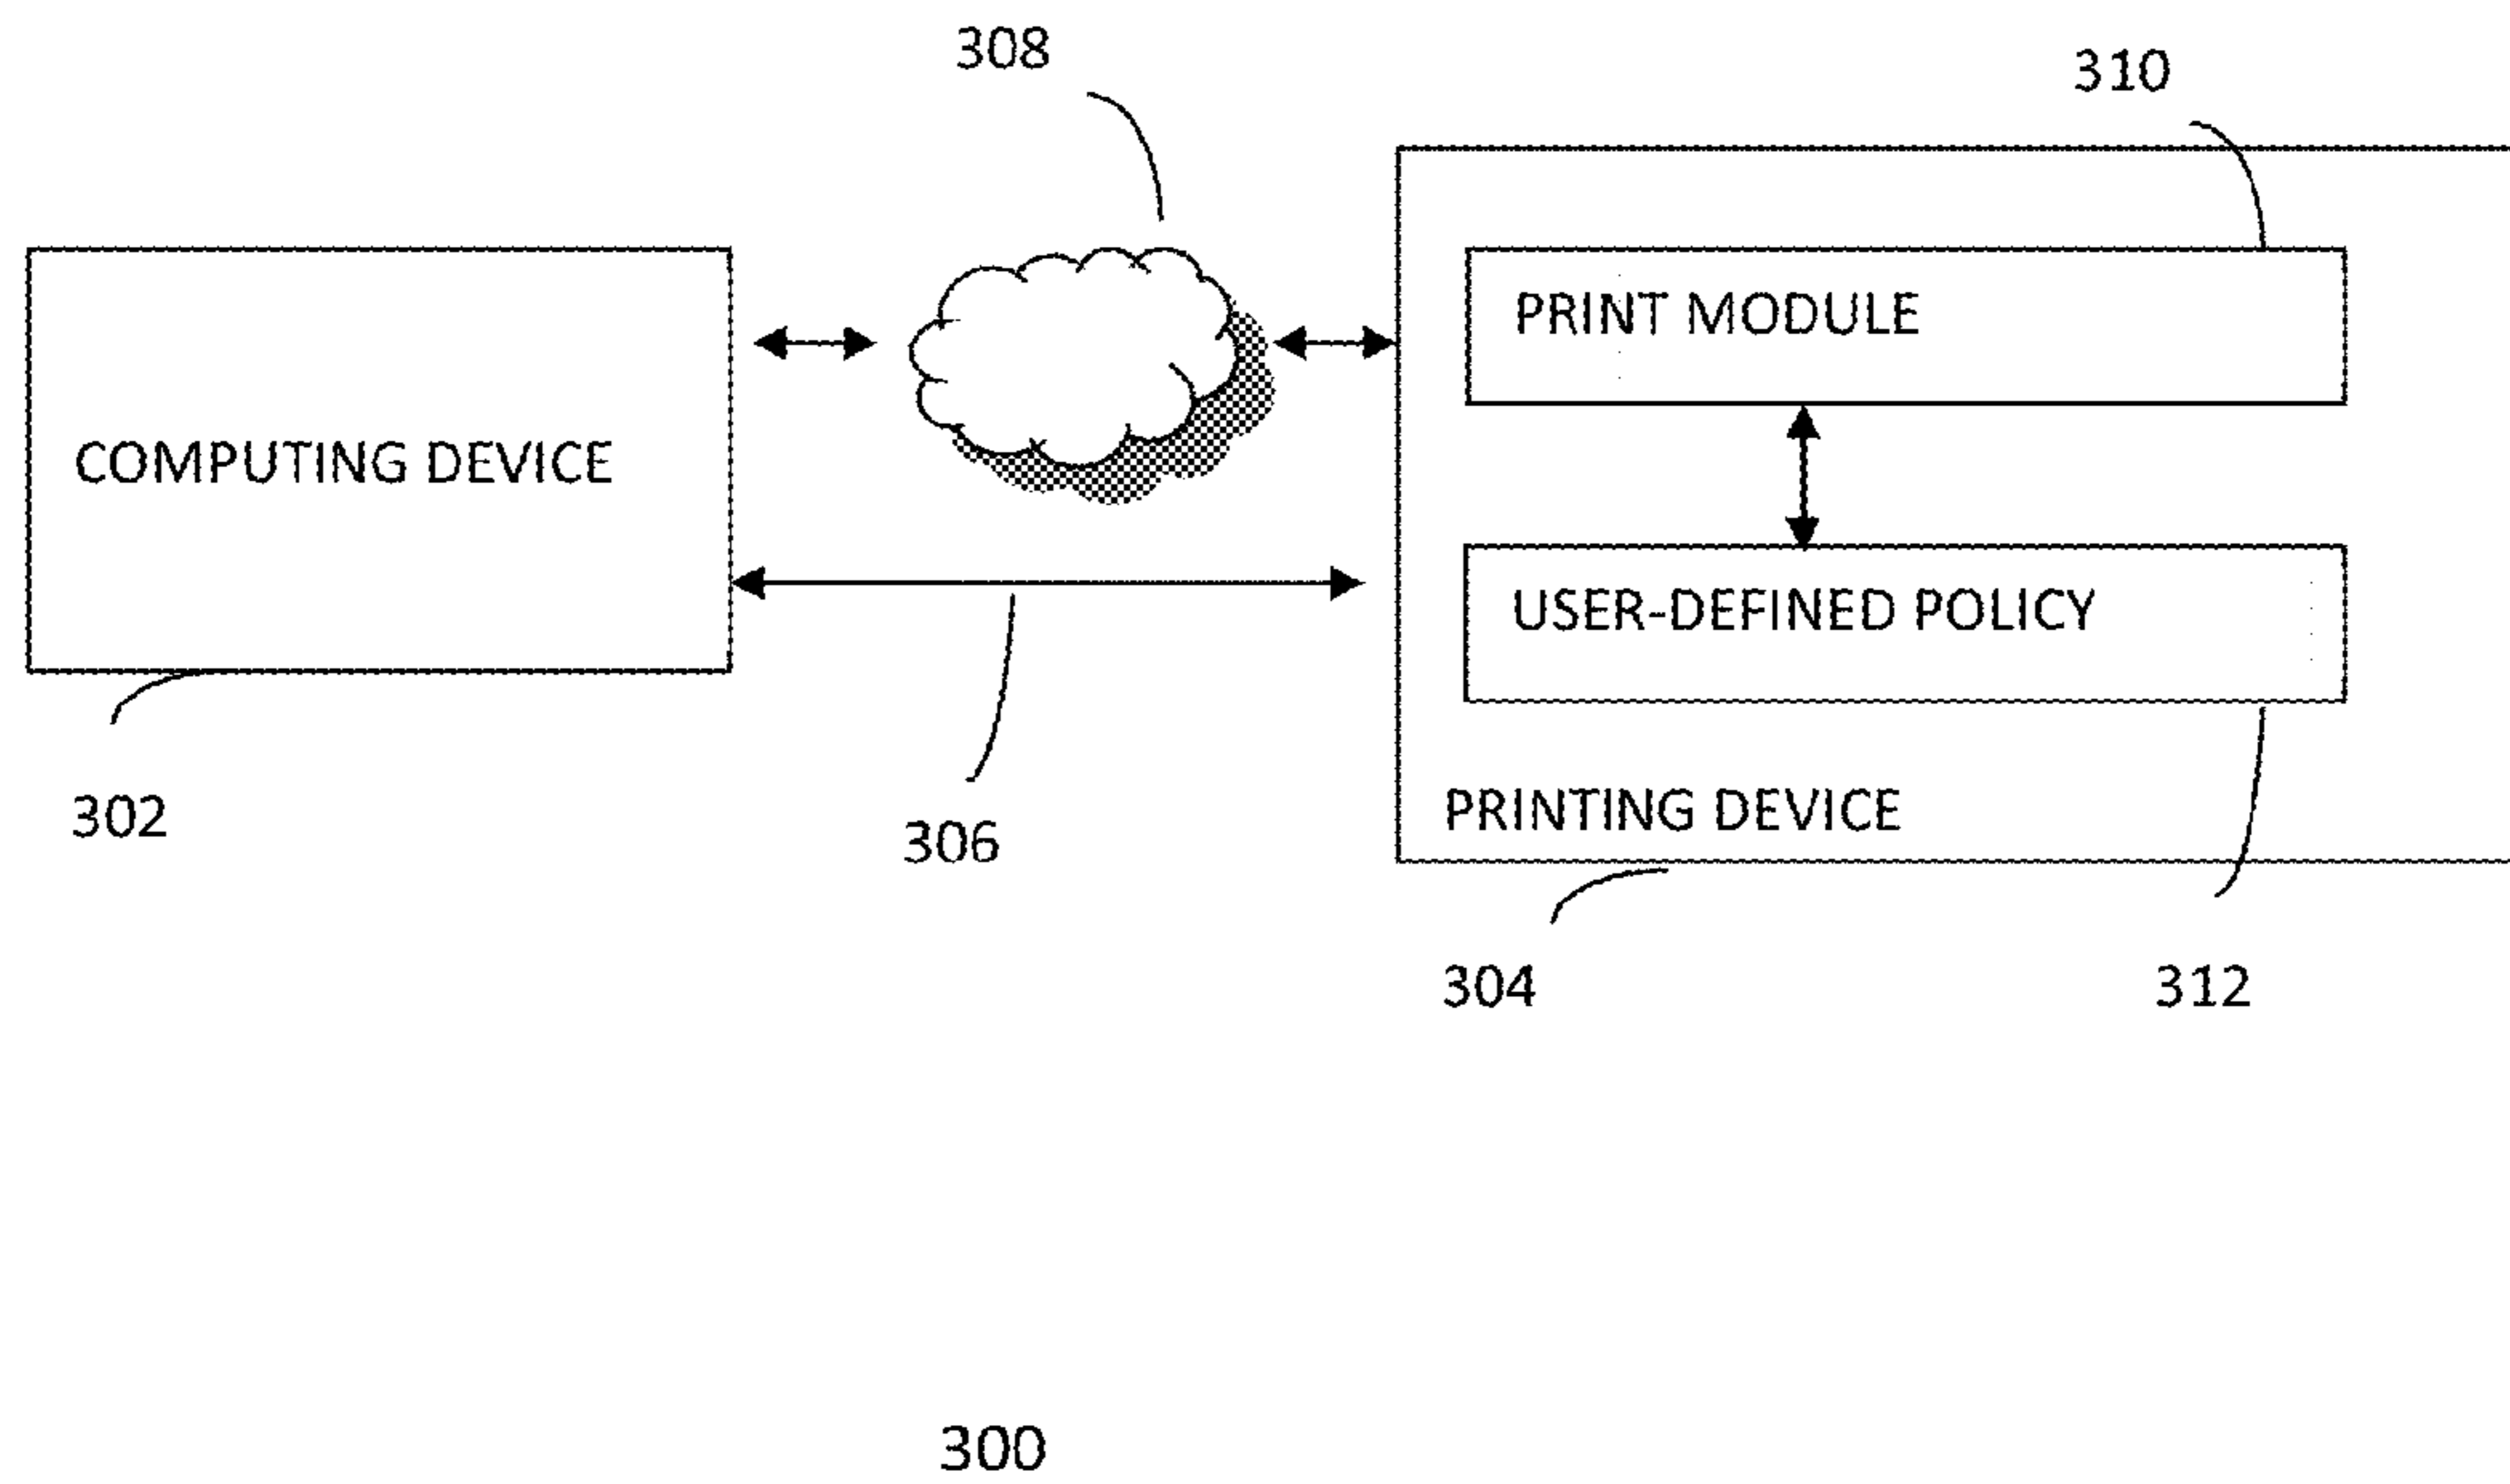 308
310
PRINT MODULE
COMPUTING DEVICE
USER-DEFINED POLICY
302
306
PRINTING DEVICE
304
312
300